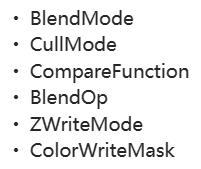 • BlendMode
• CullMode
• CompareFunction
• BlendOp
• ZWriteMode
• ColorWriteMask